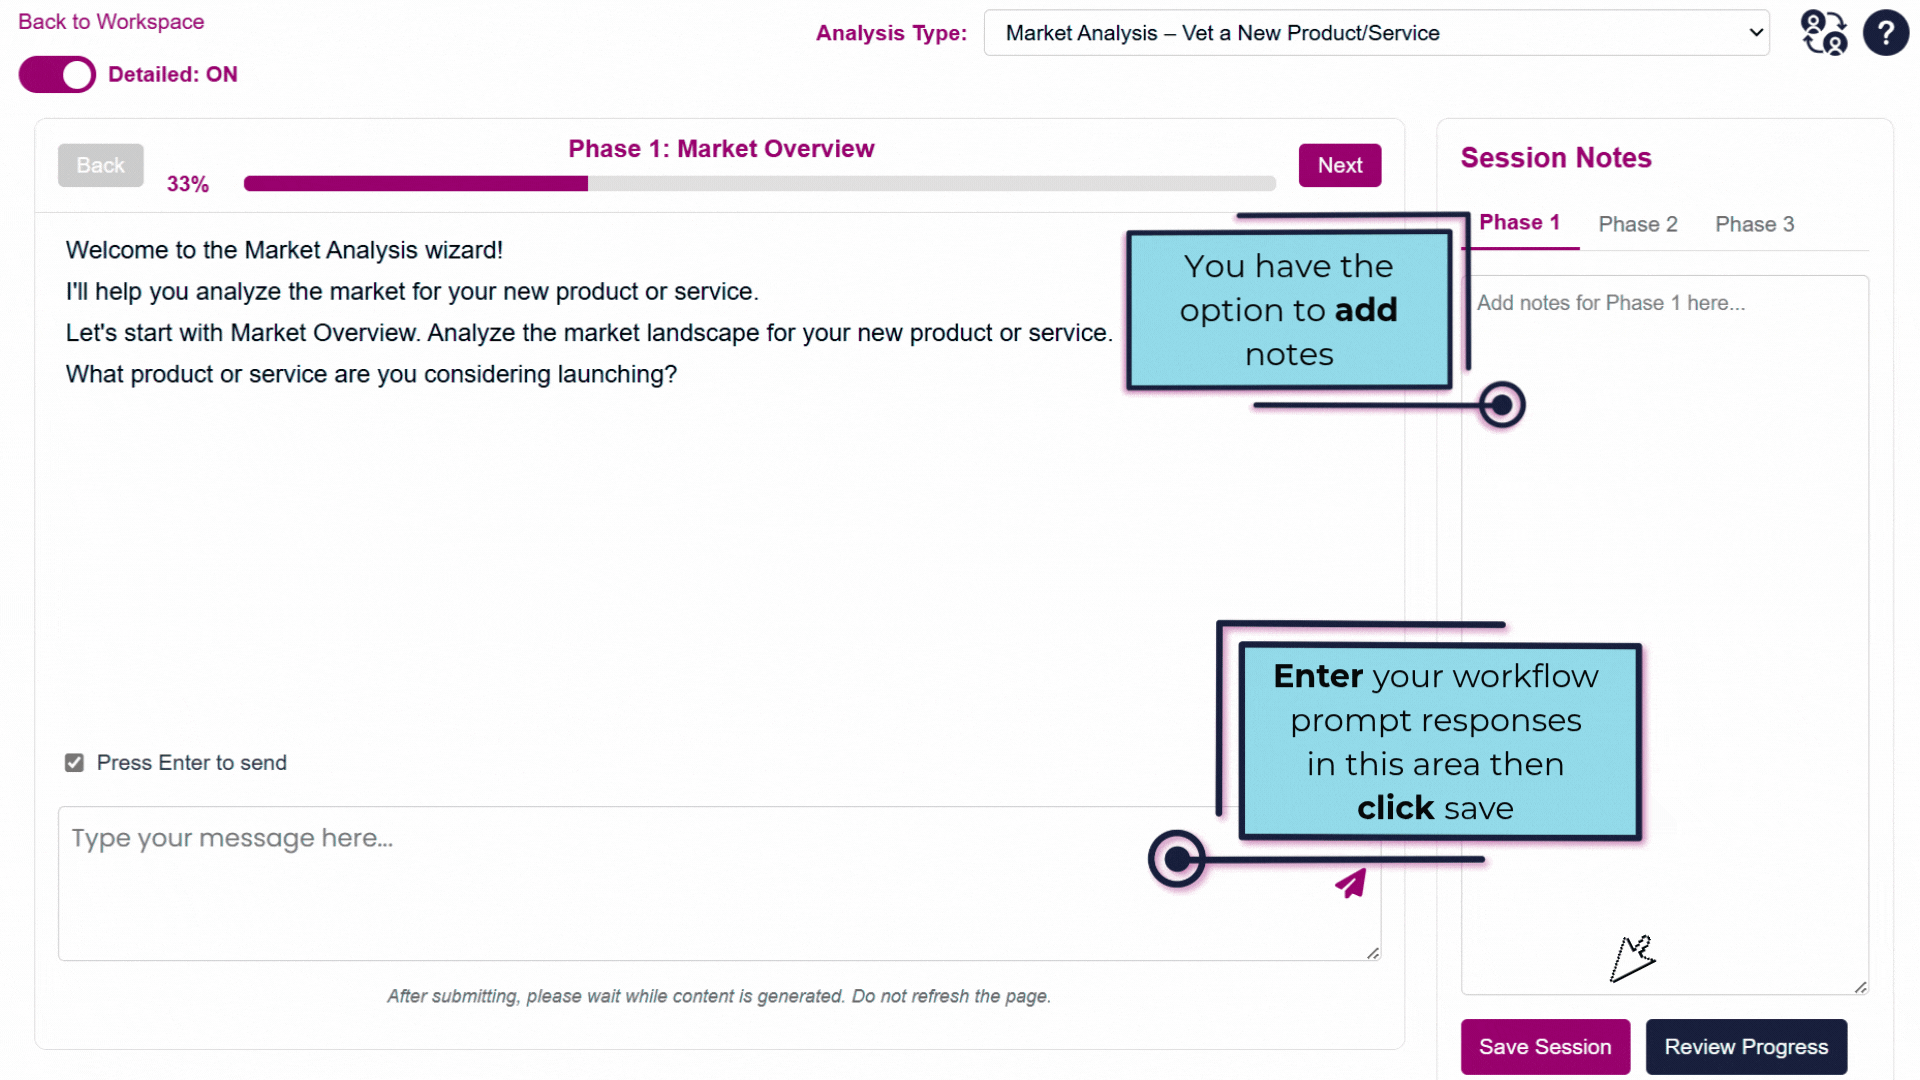 Back to Workspace
Analysis Type:
Market Analysis – Vet a New Product/Service
?
Detailed: ON
Back
33%
Phase 1: Market Overview
Next
Session Notes
Phase 1
Phase 2
Phase 3
Welcome to the Market Analysis wizard!
I'll help you analyze the market for your new product or service.
Let's start with Market Overview. Analyze the market landscape for your new product or service.
What product or service are you considering launching?
You have the
option to add
notes
Add notes for Phase 1 here...
Enter your workflow
prompt responses
in this area then
click save
Press Enter to send
Type your message here...
After submitting, please wait while content is generated. Do not refresh the page.
Save Session
Review Progress